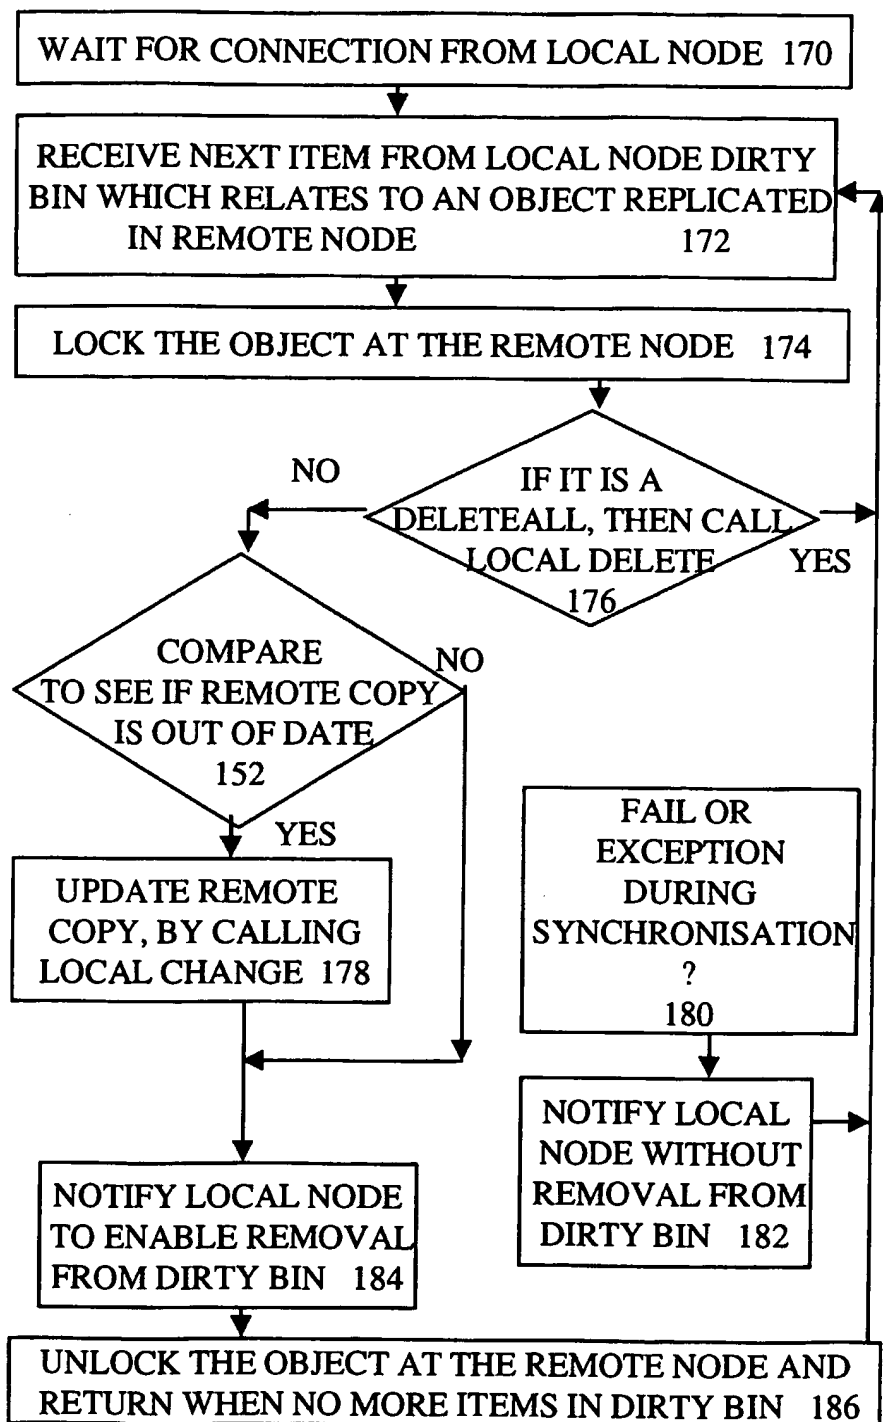 WAIT FOR CONNECTION FROM LOCAL NODE 170
RECEIVE NEXT ITEM FROM LOCAL NODE DIRTY
BIN WHICH RELATES TO AN OBJECT REPLICATED
IN REMOTE NODE 172
LOCK THE OBJECT AT THE REMOTE NODE 174
IF IT IS A
DELETEALL, THEN CALL
LOCAL DELETE
176
NO
YES
COMPARE
TO SEE IF REMOTE COPY
IS OUT OF DATE
152
NO
YES
UPDATE REMOTE
COPY, BY CALLING
LOCAL CHANGE 178
FAIL OR
EXCEPTION
DURING
SYNCHRONISATION
?
180
NOTIFY LOCAL
NODE WITHOUT
REMOVAL FROM
DIRTY BIN 182
NOTIFY LOCAL NODE
TO ENABLE REMOVAL
FROM DIRTY BIN 184
UNLOCK THE OBJECT AT THE REMOTE NODE AND
RETURN WHEN NO MORE ITEMS IN DIRTY BIN 186